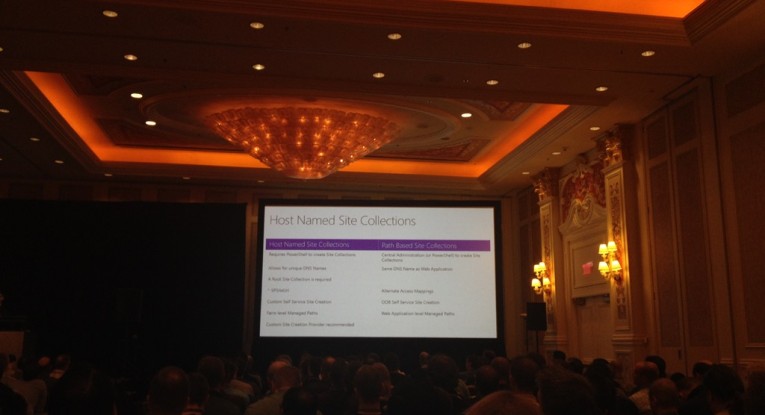 Host Named Site Collections
Host Named Site Collections
Path Based Site Collections
Requires PowerShell to create Site Collections
Central Administration (or PowerShell) to create Site Collections
Allows for unique DNS Names
Same DNS Name as Web Application
A Root Site Collection is required
Alternate Access Mappings
Custom Self Service Site Creation
OOB Self Service Site Creation
Farm level Managed Paths
Web Application level Managed Paths
Custom Site Creation Provider recommended